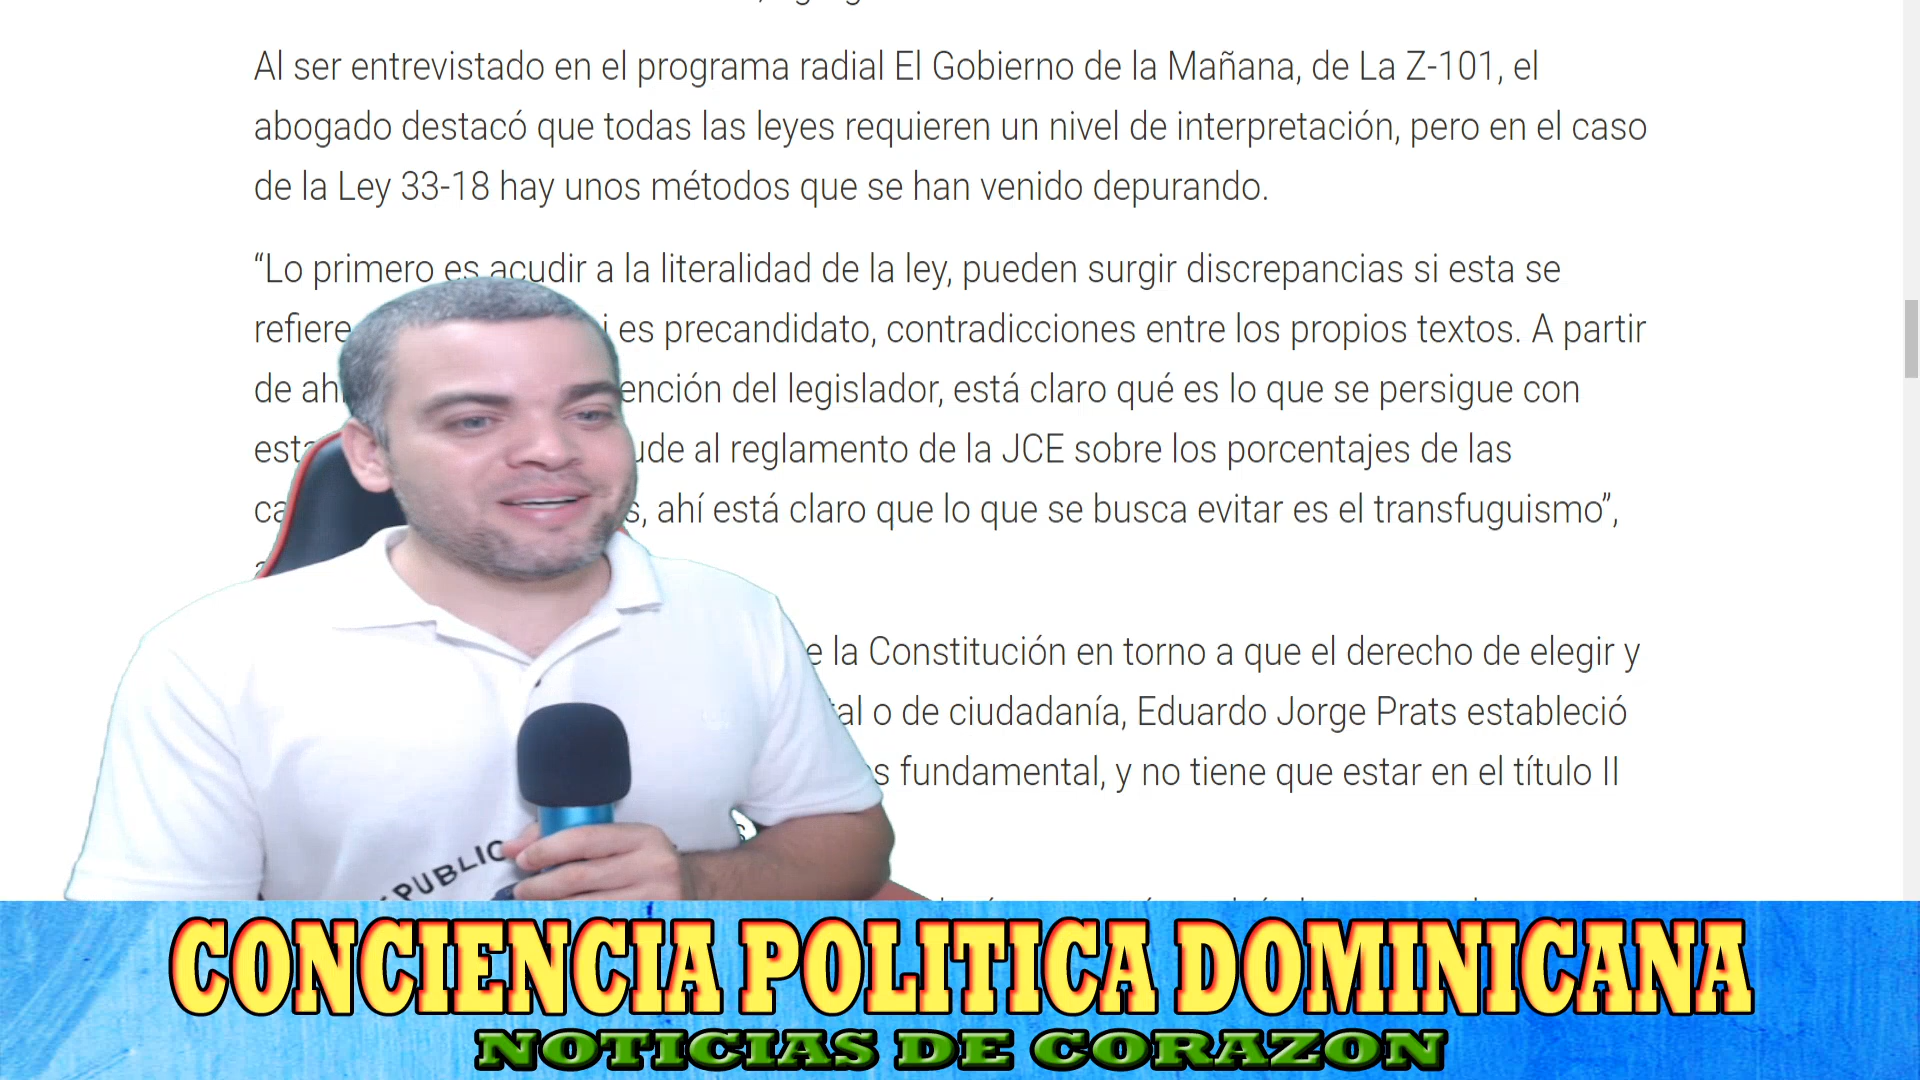 Al ser entrevistado en el programa radial El Gobierno de la Mañana, de La Z-101, el
abogado destacó que todas las leyes requieren un nivel de interpretación, pero en el caso
de la Ley 33-18 hay unos métodos que se han venido depurando.
“Lo primero es acudir a la literalidad de la ley, pueden surgir discrepancias si esta se
refiere es precandidato, contradicciones entre los propios textos. A partir
de del legislador, está claro qué es lo que se persigue con
al reglamento de la JCE sobre los porcentajes de las
ahí está claro que lo que se busca evitar es el transfuguismo”,
la Constitución en torno a que el derecho de elegir y
o de ciudadanía, Eduardo Jorge Prats estableció
fundamental, y no tiene que estar en el título II
PUBLIC
CONCIENCIA POLITICA DOMINICANA
NOTICIAS DE CORAZON